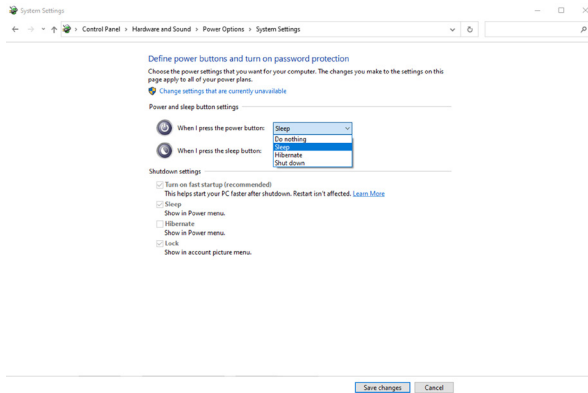 System Settings
Control Panel › Hardware and Sound › Power Options › System Settings
Define power buttons and turn on password protection
Choose the power settings that you want for your computer. The changes you make to the settings on this
page apply to all of your power plans.
Change settings that are currently unavailable
Power and sleep button settings
When I press the power button: Sleep
Do nothing
Sleep
Hibernate
Shut down
When I press the sleep button:
Shutdown settings
Turn on fast startup (recommended)
This helps start your PC faster after shutdown. Restart isn't affected. Learn More
Sleep
Show in Power menu.
Hibernate
Show in Power menu.
Lock
Show in account picture menu.
Save changes Cancel